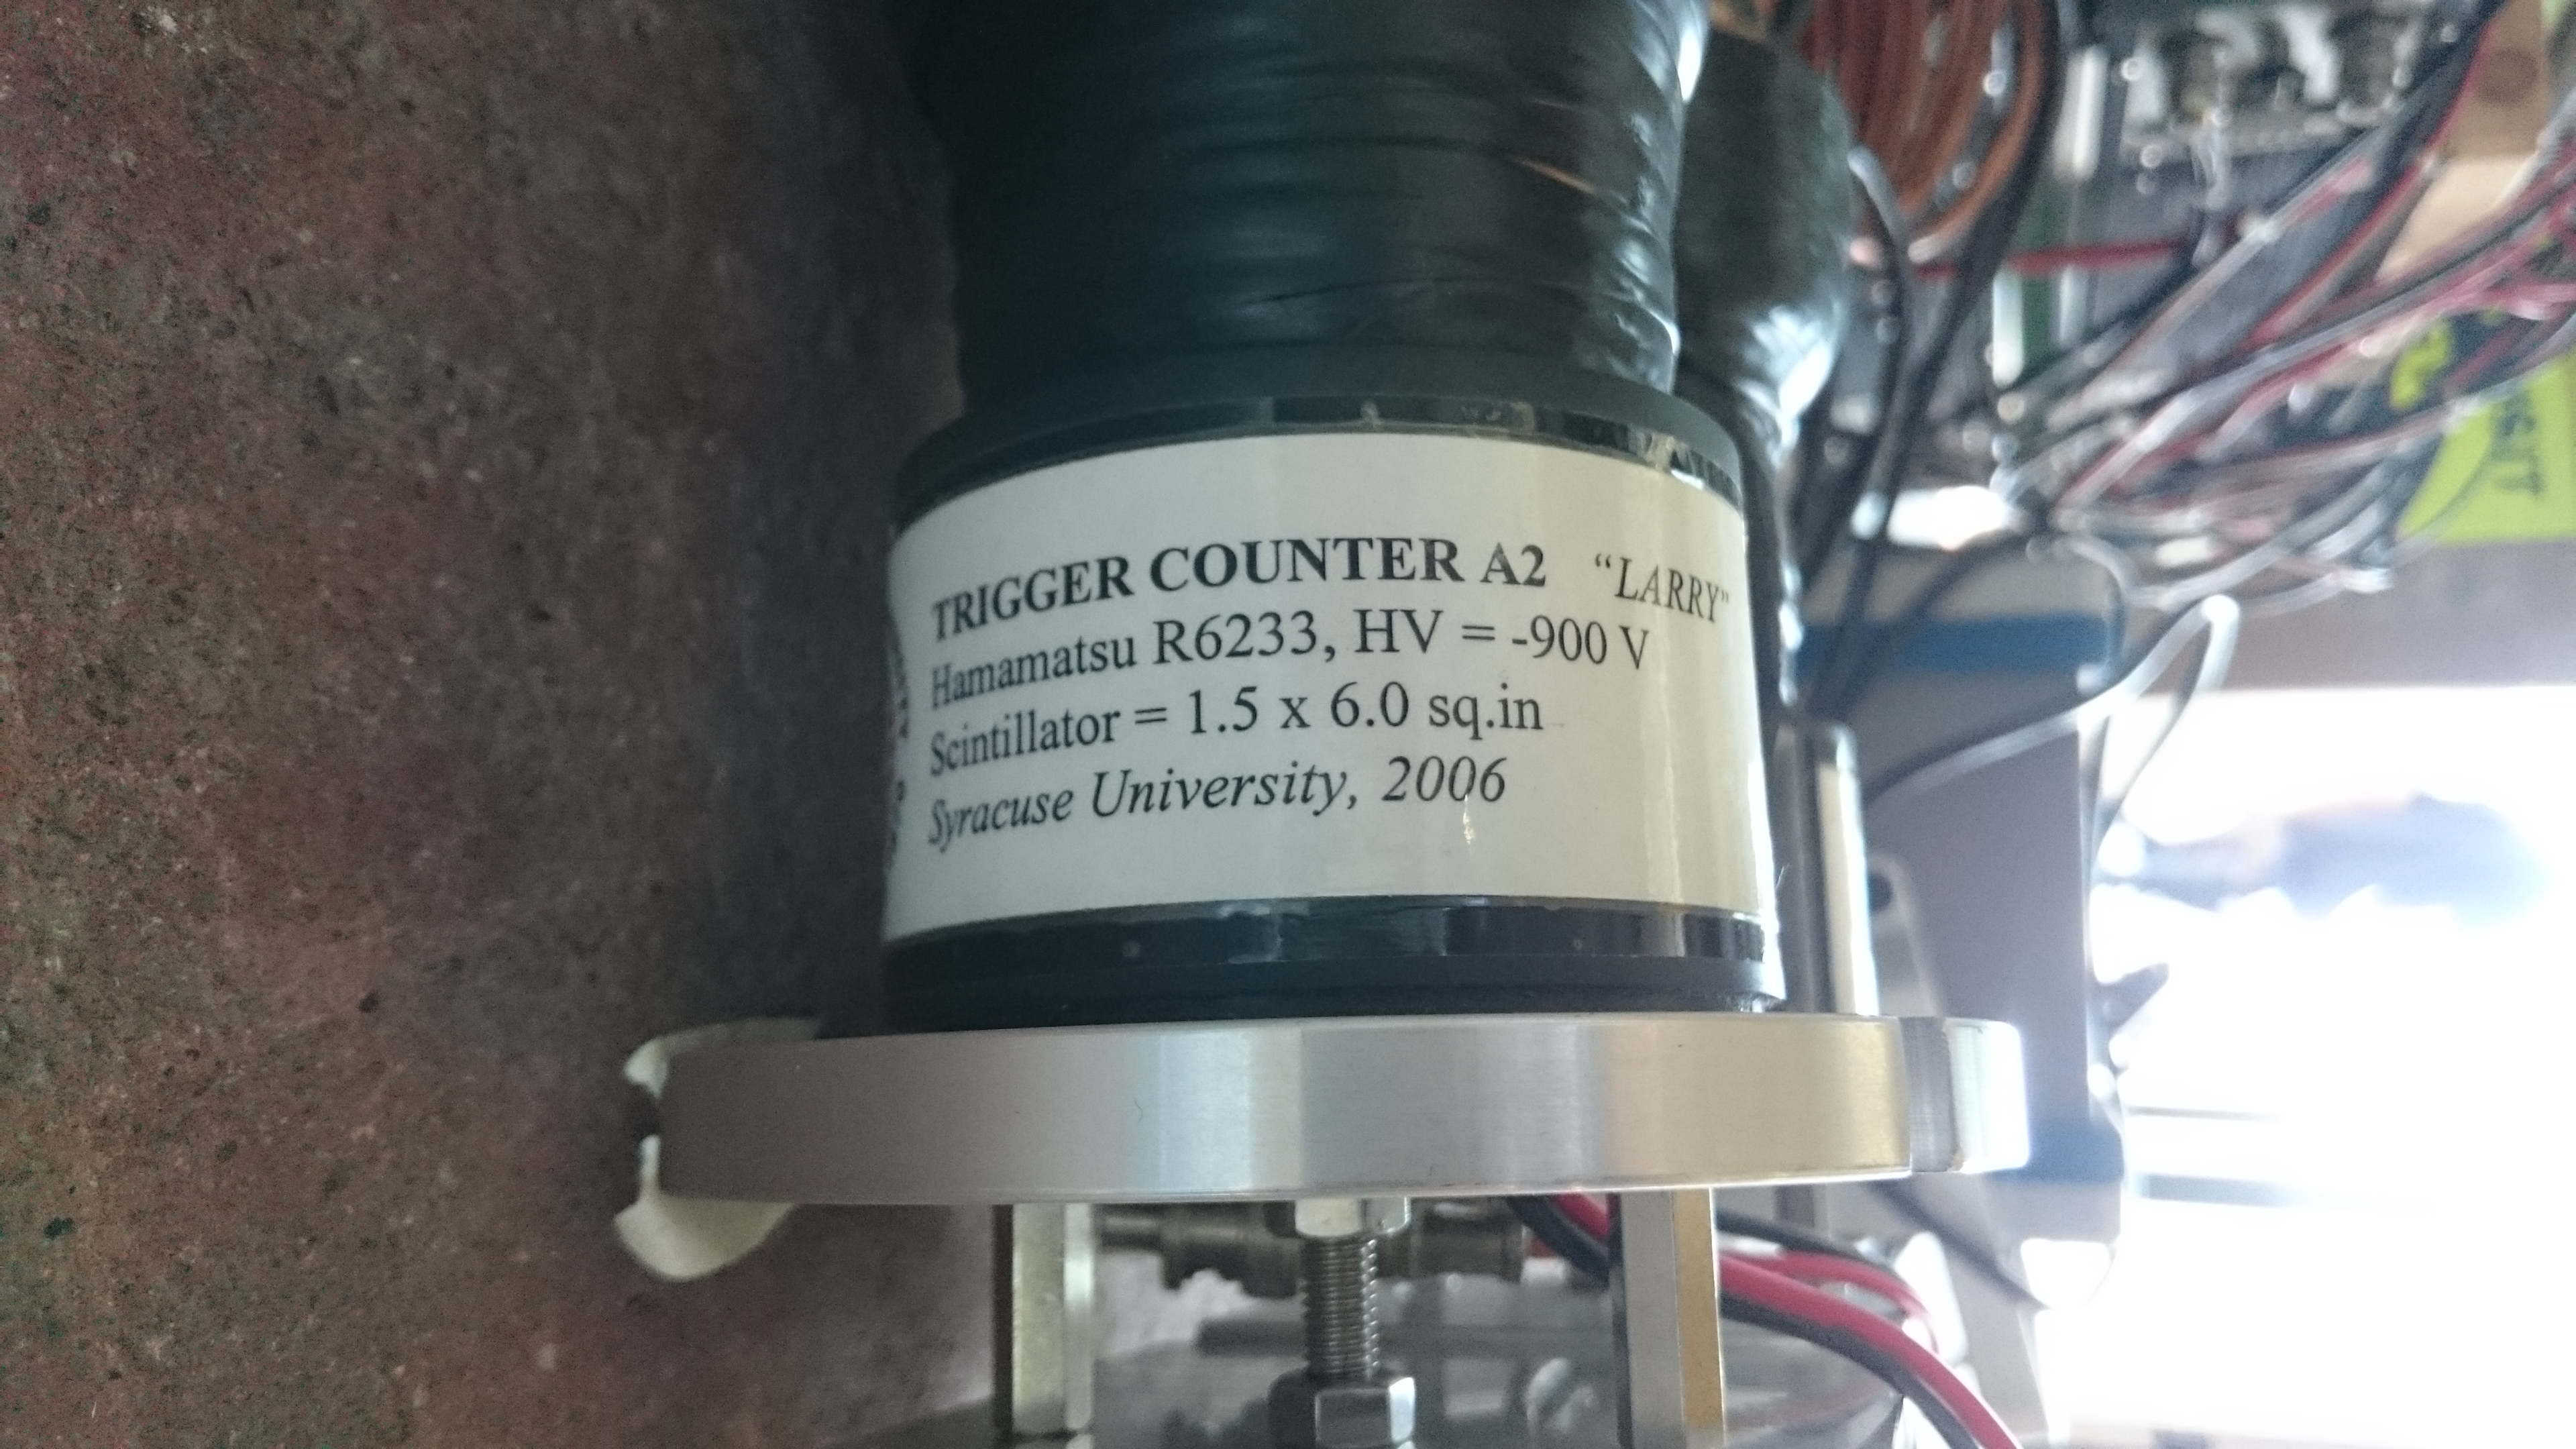 TRIGGER COUNTER A2 “LARRY”
Hamamatsu R6233, HV = -900 V
Scintillator = 1.5 x 6.0 sq.in
Syracuse University, 2006